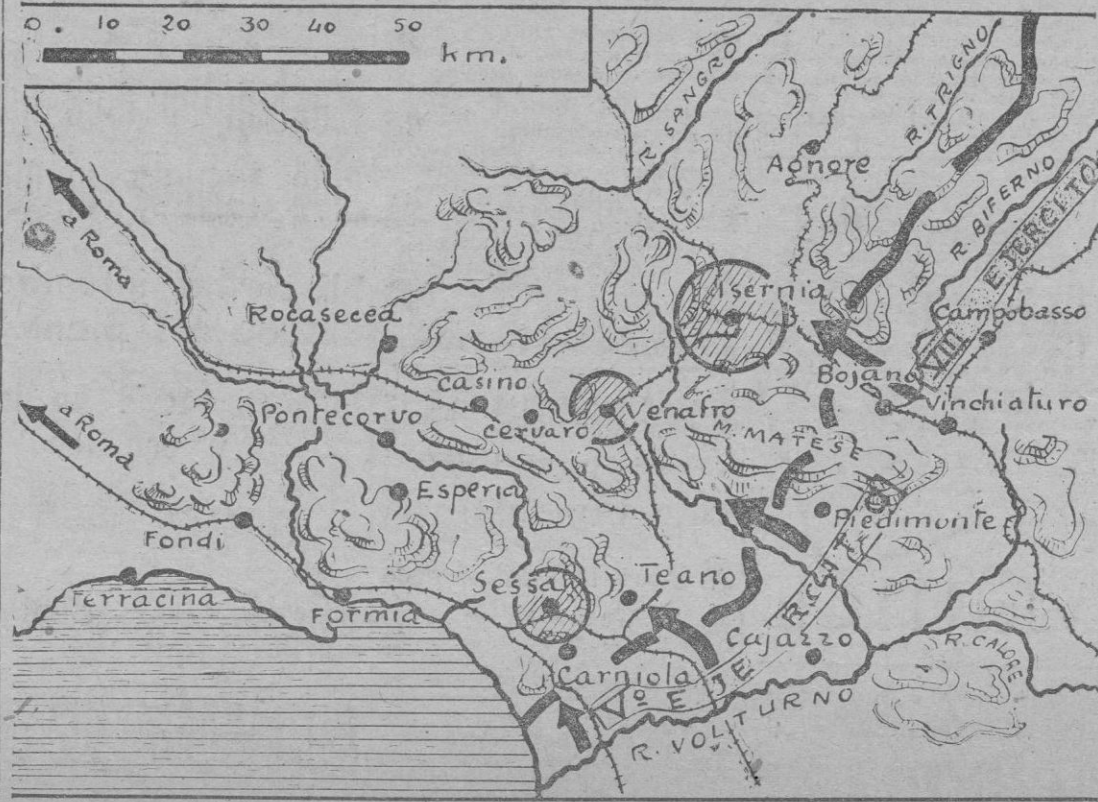 0 10 20 30 40 50
km.
R. SANGRO
R. TRIGNO
Agnore
R. BIFERNO
VIII EJERCITO
a Roma
Isernia
Campobasso
Rocasecca
Bojano
Casino
Venafro
Vinchiaturo
Cervaro
a Roma
Pontecorvo
M. MATESE
Esperia
Piedimonte
Fondi
Sessa
Teano
Terracina
Formia
Cajazzo
R. CALORE
Carniola
Vº EJERCITO
R. VOLTURNO